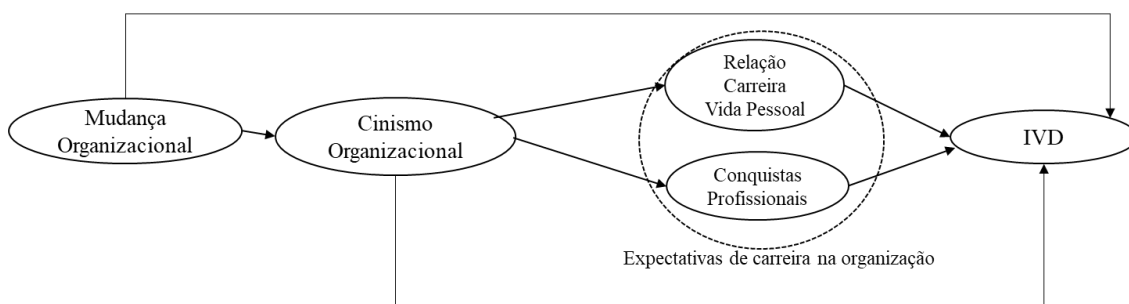 Mudança
Organizacional
Cinismo
Organizacional
Relação
Carreira
Vida Pessoal
Conquistas
Profissionais
IVD
Expectativas de carreira na organização